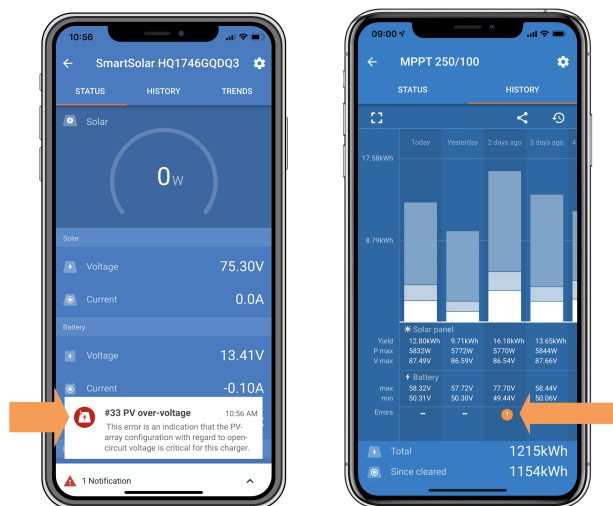 10:56
SmartSolar HQ1746GQDQ3
STATUS HISTORY TRENDS
Solar
0W
Solar
Voltage 75.30V
Current 0.0A
Battery
Voltage 13.41V
Current -0.10A
#33 PV over-voltage 10:56 AM
This error is an indication that the PV-
array configuration with regard to open-
circuit voltage is critical for this charger.
1 Notification
09:00
MPPT 250/100
STATUS HISTORY
Today Yesterday 2 days ago 3 days ago 4
17.58kWh
8.79kWh
Solar panel
Yield 12.80kWh 9.71kWh 16.18kWh 13.65kWh
P max 5832W 5772W 5770W 5844W
V max 87.49V 86.59V 86.54V 87.66V
Battery
max 58.32V 57.72V 77.70V 58.44V
min 50.31V 50.30V 49.44V 50.06V
Errors - - 1
Total 1215kWh
Since cleared 1154kWh